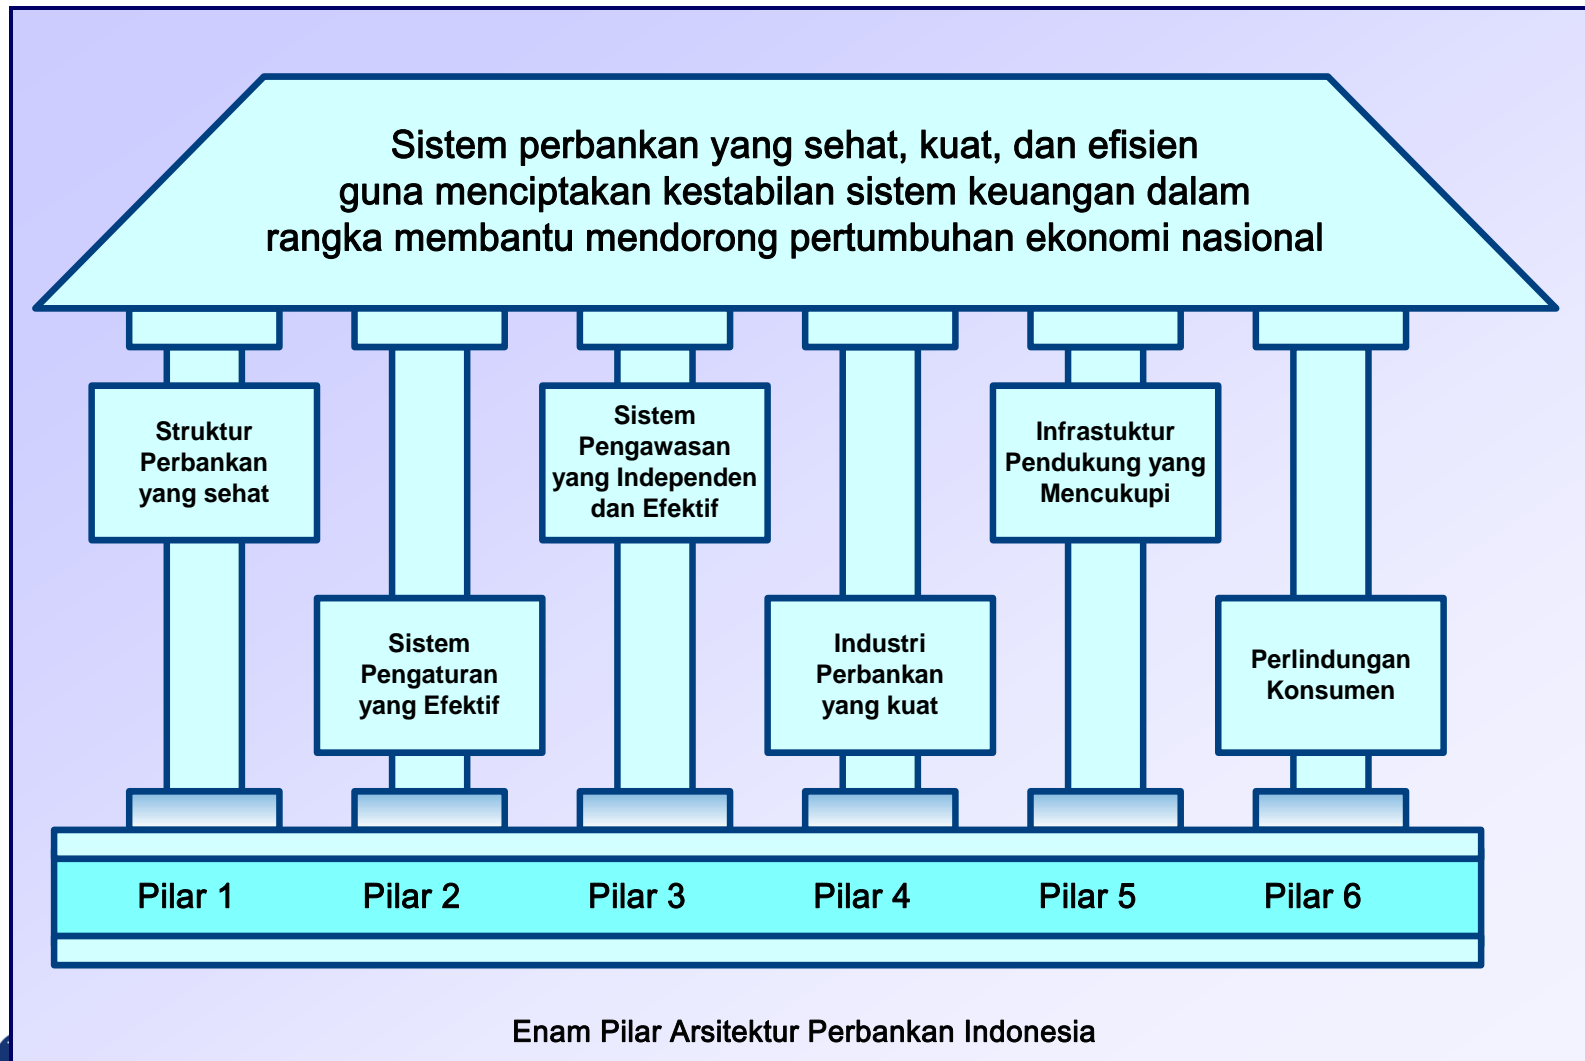 Sistem perbankan yang sehat, kuat, dan efisien
guna menciptakan kestabilan sistem keuangan dalam
rangka membantu mendorong pertumbuhan ekonomi nasional
Struktur
Perbankan
yang sehat
Sistem
Pengaturan
yang Efektif
Sistem
Pengawasan
yang Independen
dan Efektif
Industri
Perbankan
yang kuat
Infrastuktur
Pendukung yang
Mencukupi
Perlindungan
Konsumen
Pilar 1
Pilar 2
Pilar 3
Pilar 4
Pilar 5
Pilar 6
Enam Pilar Arsitektur Perbankan Indonesia